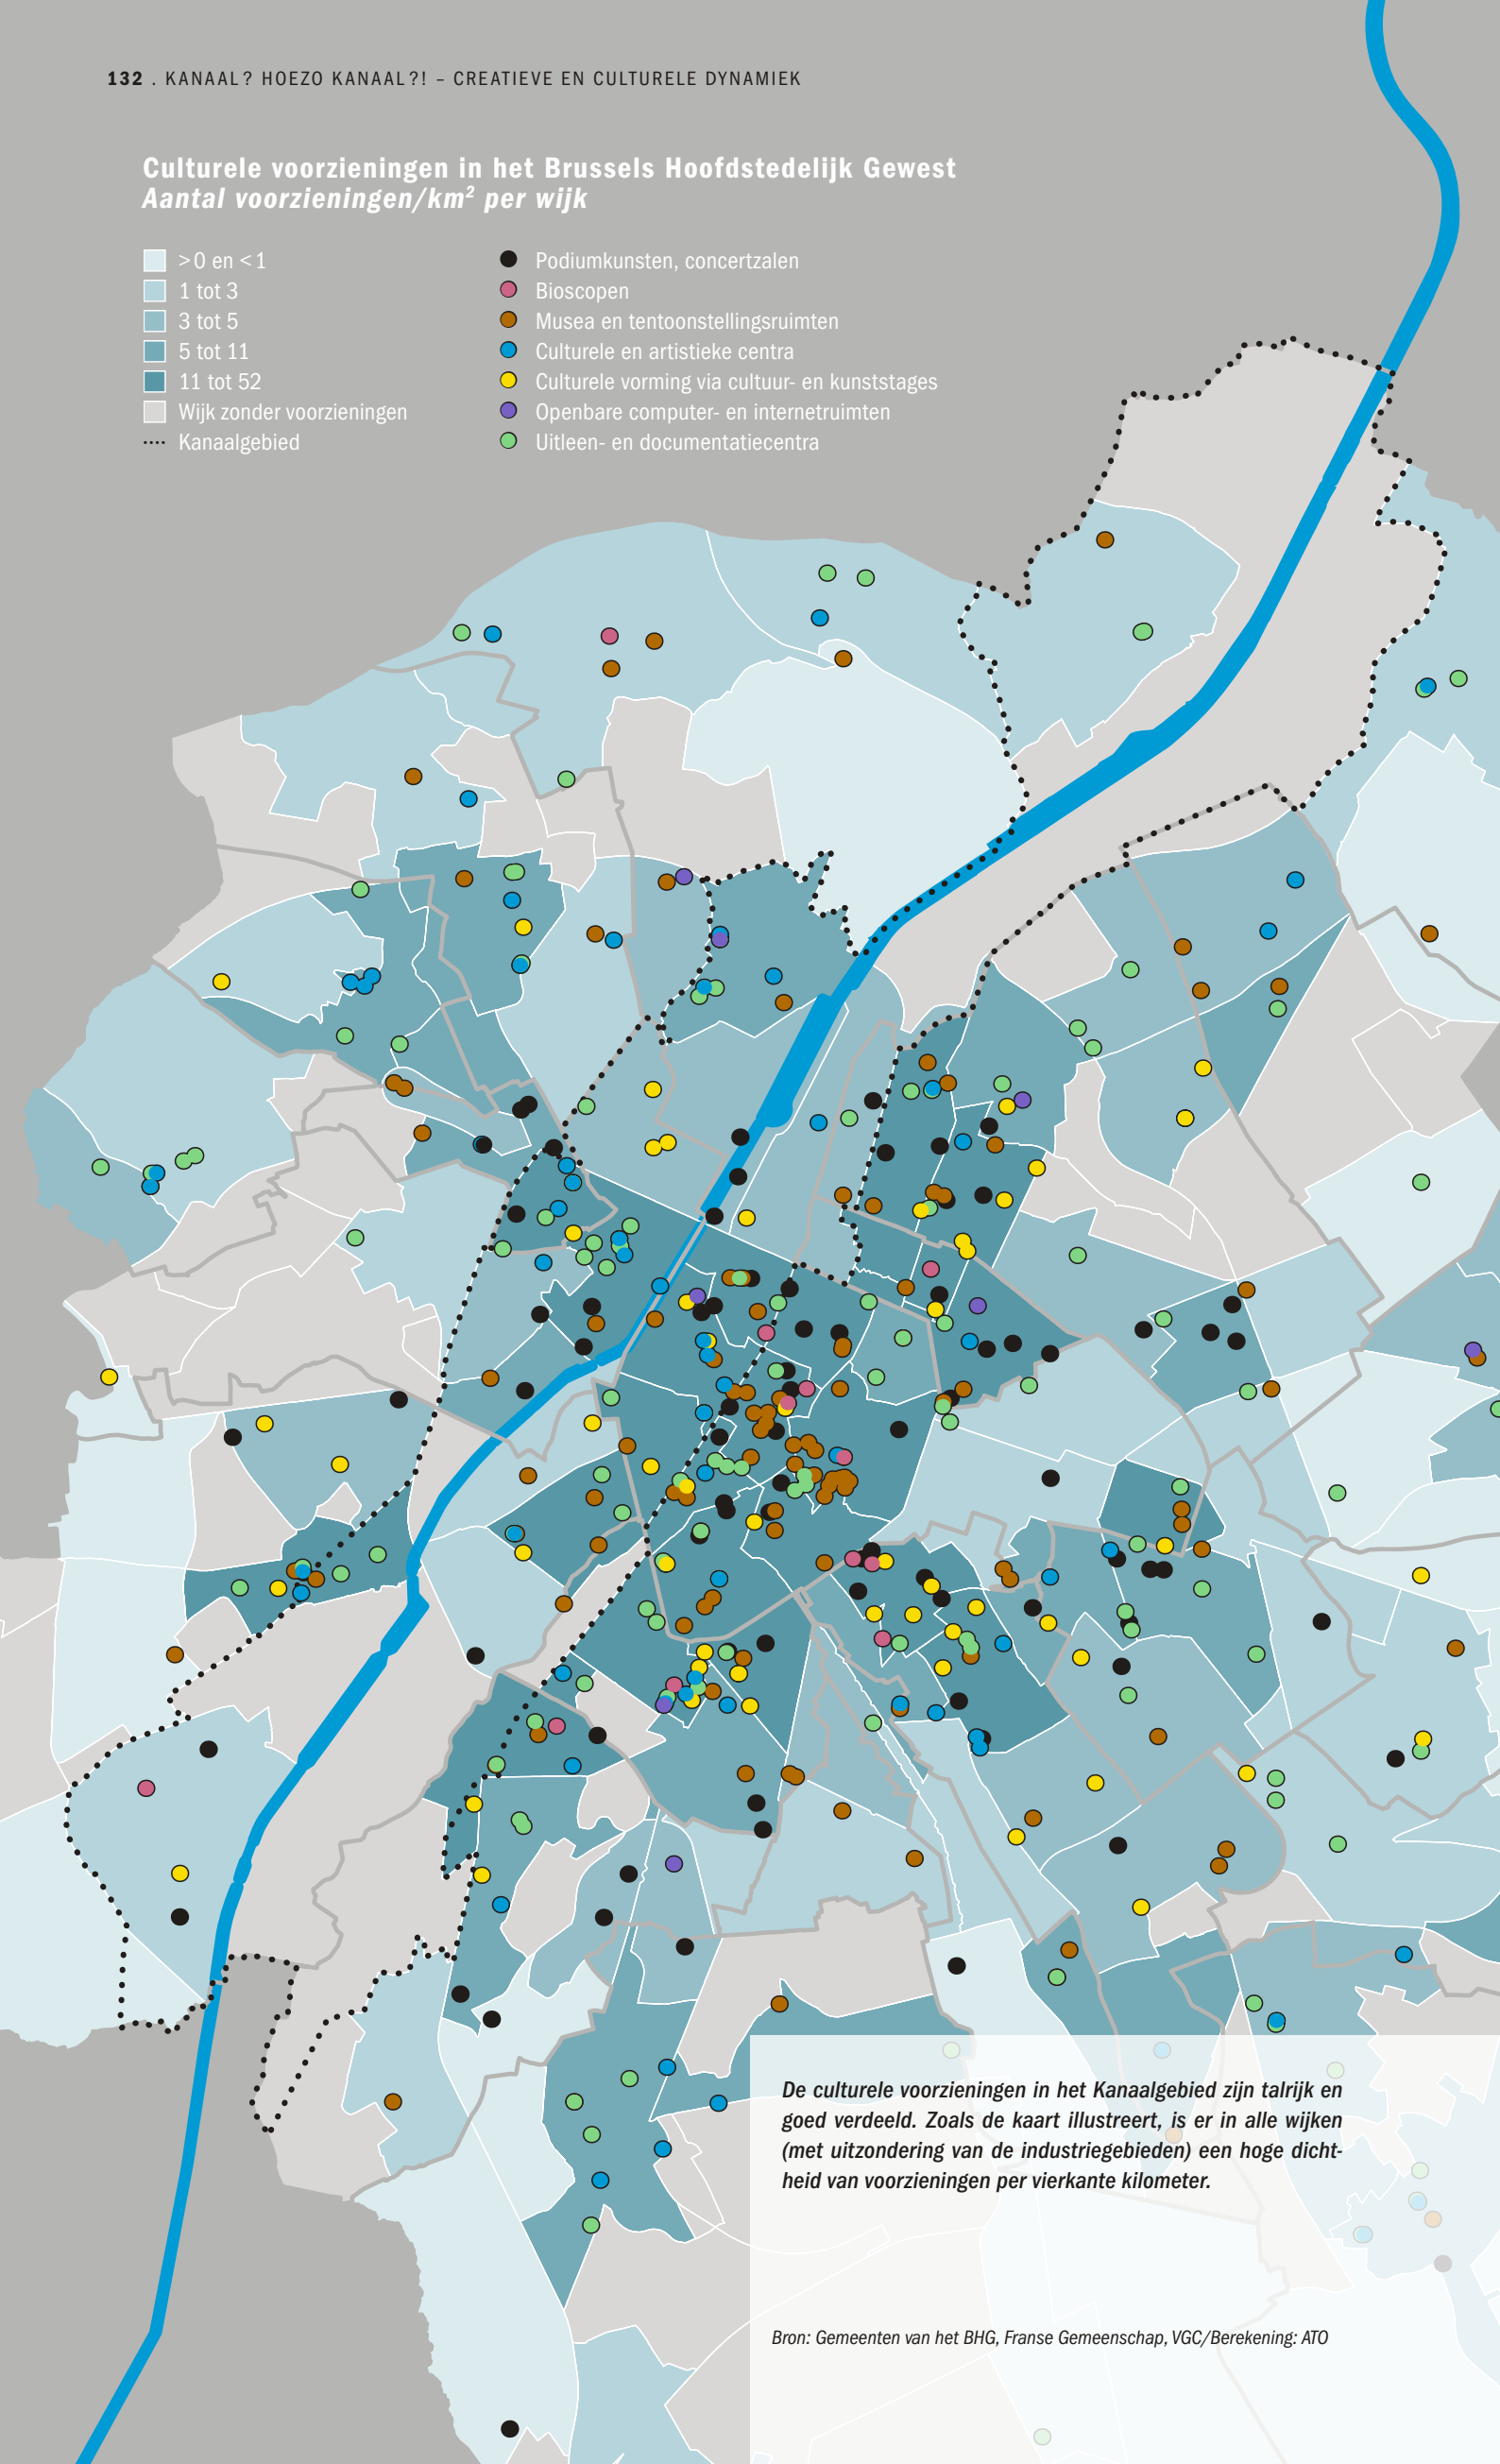 132 . KANAAL? HOEZO KANAAL?! – CREATIEVE EN CULTURELE DYNAMIEK
Culturele voorzieningen in het Brussels Hoofdstedelijk Gewest
Aantal voorzieningen/km² per wijk
>0 en <1
1 tot 3
3 tot 5
5 tot 11
11 tot 52
Wijk zonder voorzieningen
Kanaalgebied
Podiumkunsten, concertzalen
Bioscopen
Musea en tentoonstellingsruimten
Culturele en artistieke centra
Culturele vorming via cultuur- en kunststages
Openbare computer- en internetruimten
Uitleen- en documentatiecentra
De culturele voorzieningen in het Kanaalgebied zijn talrijk en
goed verdeeld. Zoals de kaart illustreert, is er in alle wijken
(met uitzondering van de industriegebieden) een hoge dicht-
heid van voorzieningen per vierkante kilometer.
Bron: Gemeenten van het BHG, Franse Gemeenschap, VGC/Berekening: ATO